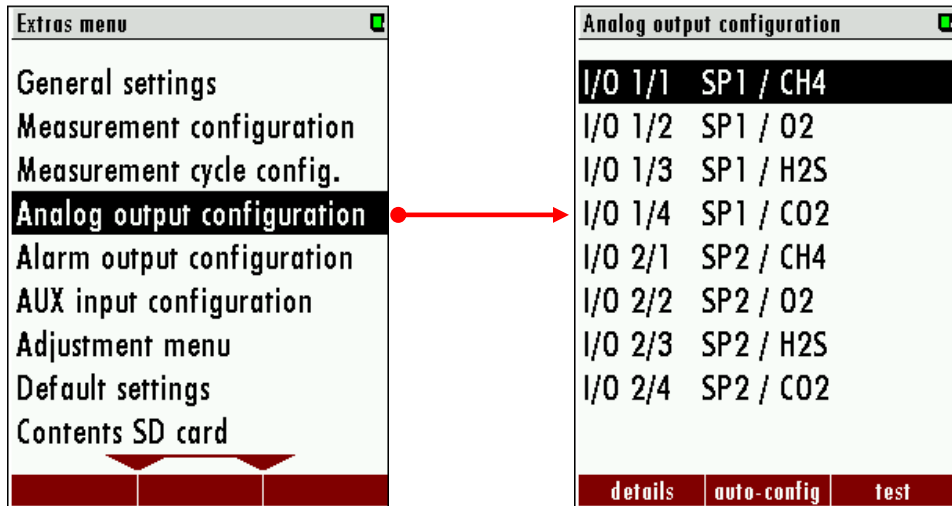 Extras menu
General settings
Measurement configuration
Measurement cycle config.
Analog output configuration
Alarm output configuration
AUX input configuration
Adjustment menu
Default settings
Contents SD card
Analog output configuration
I/O 1/1 SP1 / CH4
I/O 1/2 SP1 / O2
I/O 1/3 SP1 / H2S
I/O 1/4 SP1 / CO2
I/O 2/1 SP2 / CH4
I/O 2/2 SP2 / O2
I/O 2/3 SP2 / H2S
I/O 2/4 SP2 / CO2
details auto-config test